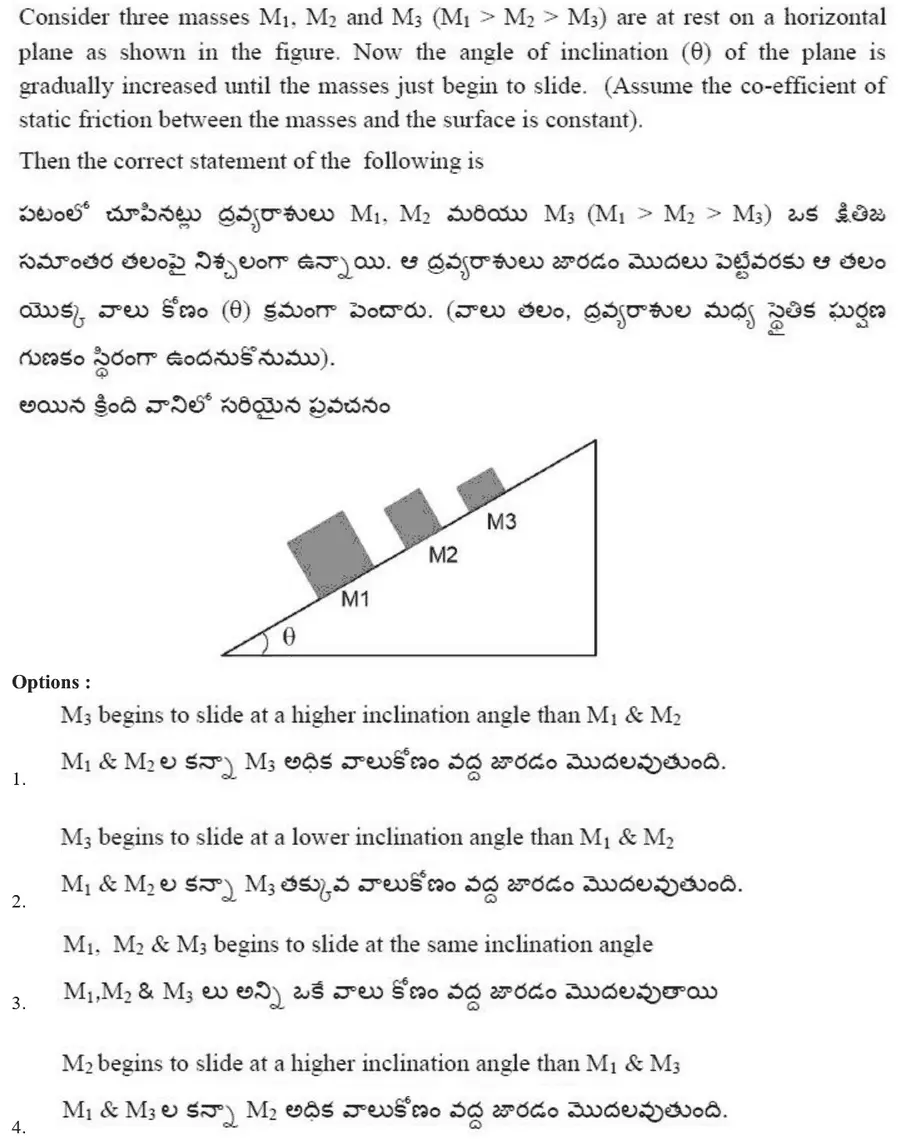 Consider three masses M₁, M₂ and M₃ (M₁ > M₂ > M₃) are at rest on a horizontal
plane as shown in the figure. Now the angle of inclination (θ) of the plane is
gradually increased until the masses just begin to slide. (Assume the co-efficient of
static friction between the masses and the surface is constant).
Then the correct statement of the following is
పటంలో చూపినట్లు ద్రవ్యరాశులు M₁, M₂ మరియు M₃ (M₁ > M₂ > M₃) ఒక క్షితిజ
సమాంతర తలంపై నిశ్చలంగా ఉన్నాయి. ఆ ద్రవ్యరాశులు జారడం మొదలు పెట్టేవరకు ఆ తలం
యొక్క వాలు కోణం (θ) క్రమంగా పెందారు. (వాలు తలం, ద్రవ్యరాశుల మధ్య స్థైతిక ఘర్షణ
గుణకం స్థిరంగా ఉందనుకొనుము).
అయిన క్రింది వానిలో సరియైన ప్రవచనం
M3
M2
M1
θ
Options :
M₃ begins to slide at a higher inclination angle than M₁ & M₂
1. M₁ & M₂ ల కన్నా M₃ అధిక వాలుకోణం వద్ద జారడం మొదలవుతుంది.
M₃ begins to slide at a lower inclination angle than M₁ & M₂
2. M₁ & M₂ ల కన్నా M₃ తక్కువ వాలుకోణం వద్ద జారడం మొదలవుతుంది.
M₁, M₂ & M₃ begins to slide at the same inclination angle
3. M₁,M₂ & M₃ లు అన్ని ఒకే వాలు కోణం వద్ద జారడం మొదలవుతాయి
M₂ begins to slide at a higher inclination angle than M₁ & M₃
4. M₁ & M₃ ల కన్నా M₂ అధిక వాలుకోణం వద్ద జారడం మొదలవుతుంది.